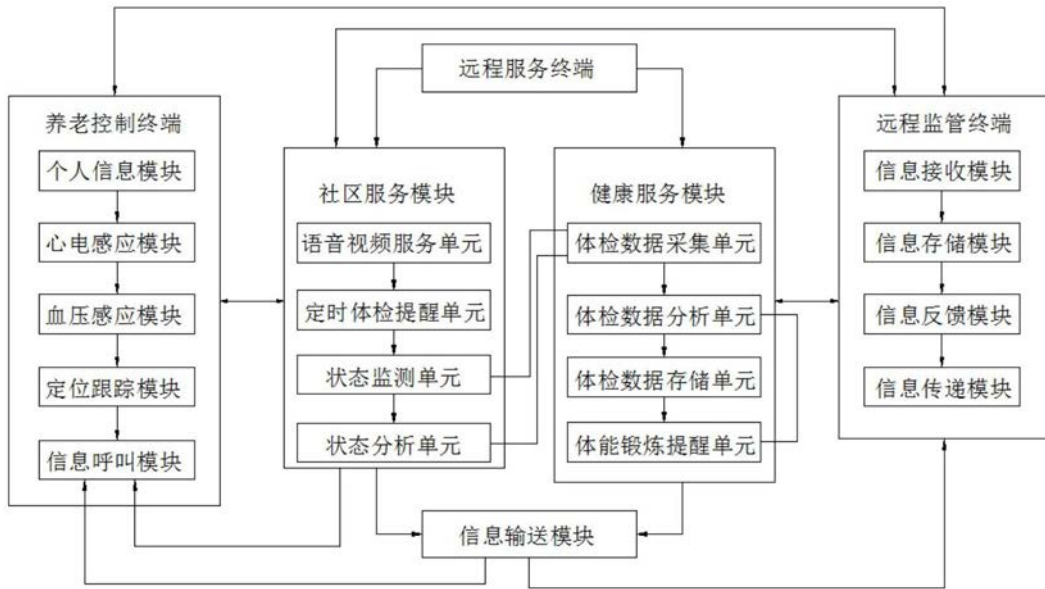 远程服务终端
养老控制终端
个人信息模块
心电感应模块
血压感应模块
定位跟踪模块
信息呼叫模块
社区服务模块
语音视频服务单元
定时体检提醒单元
状态监测单元
状态分析单元
健康服务模块
体检数据采集单元
体检数据分析单元
体检数据存储单元
体能锻炼提醒单元
远程监管终端
信息接收模块
信息存储模块
信息反馈模块
信息传递模块
信息输送模块